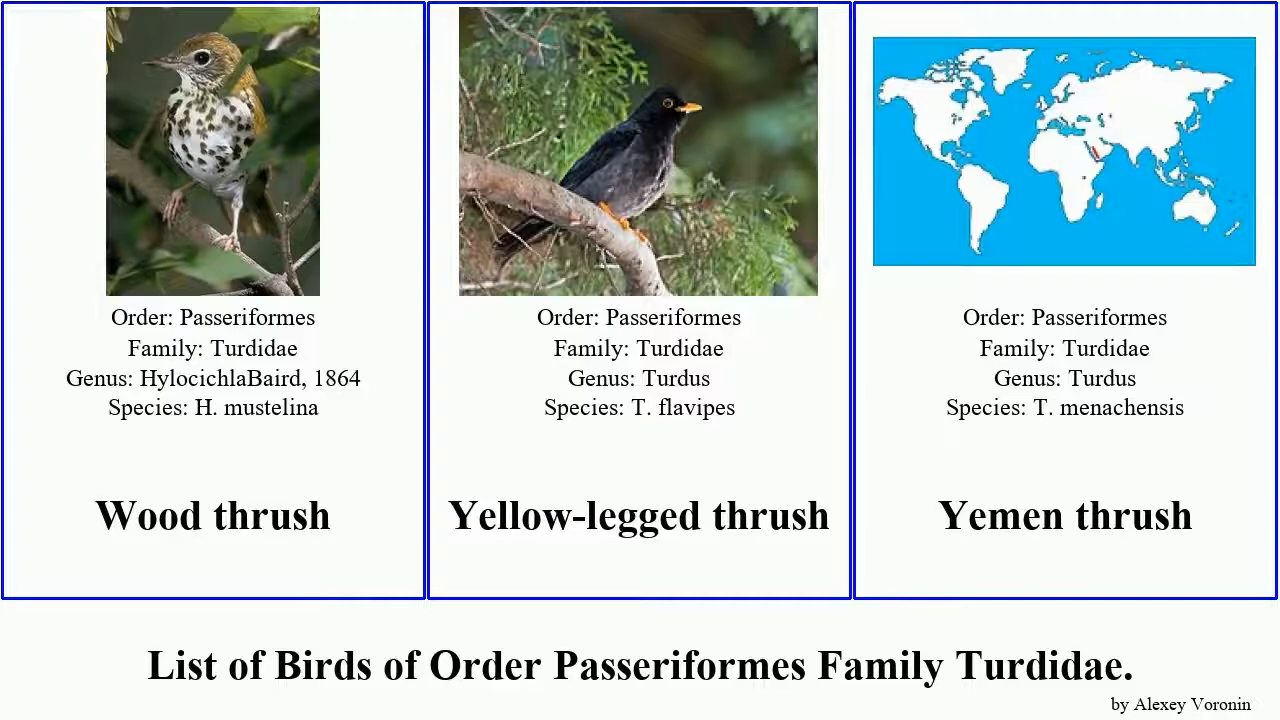 Order: Passeriformes
Family: Turdidae
Genus: HylocichlaBaird, 1864
Species: H. mustelina
Wood thrush
Order: Passeriformes
Family: Turdidae
Genus: Turdus
Species: T. flavipes
Yellow-legged thrush
Order: Passeriformes
Family: Turdidae
Genus: Turdus
Species: T. menachensis
Yemen thrush
List of Birds of Order Passeriformes Family Turdidae.
by Alexey Voronin